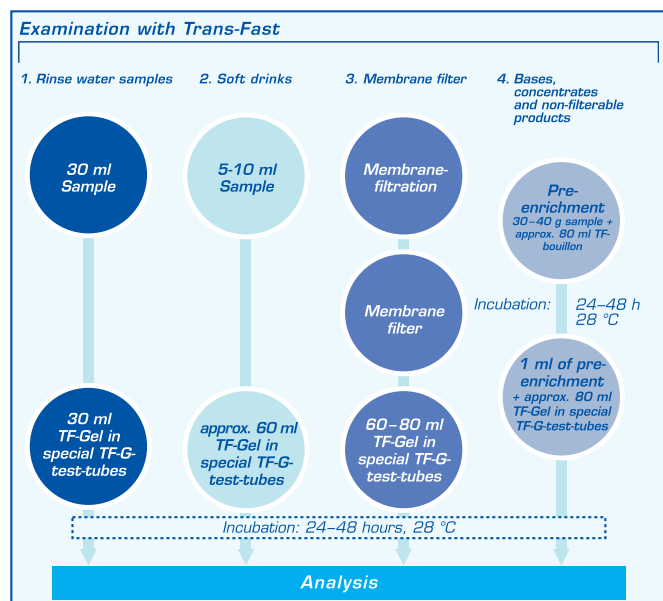 Examination with Trans-Fast
1. Rinse water samples
2. Soft drinks
3. Membrane filter
4. Bases,
concentrates
and non-filterable
products
30 ml
Sample
5-10 ml
Sample
Membrane-
filtration
Pre-
enrichment
30–40 g sample +
approx. 80 ml TF-
bouillon
Membrane
filter
Incubation: 24–48 h
28 °C
30 ml
TF-Gel in
special TF-G-
test-tubes
approx. 60 ml
TF-Gel in
special TF-G-
test-tubes
60–80 ml
TF-Gel in
special TF-G-
test-tubes
1 ml of pre-
enrichment
+ approx. 80 ml
TF-Gel in special
TF-G-test-tubes
Incubation: 24–48 hours, 28 °C
Analysis